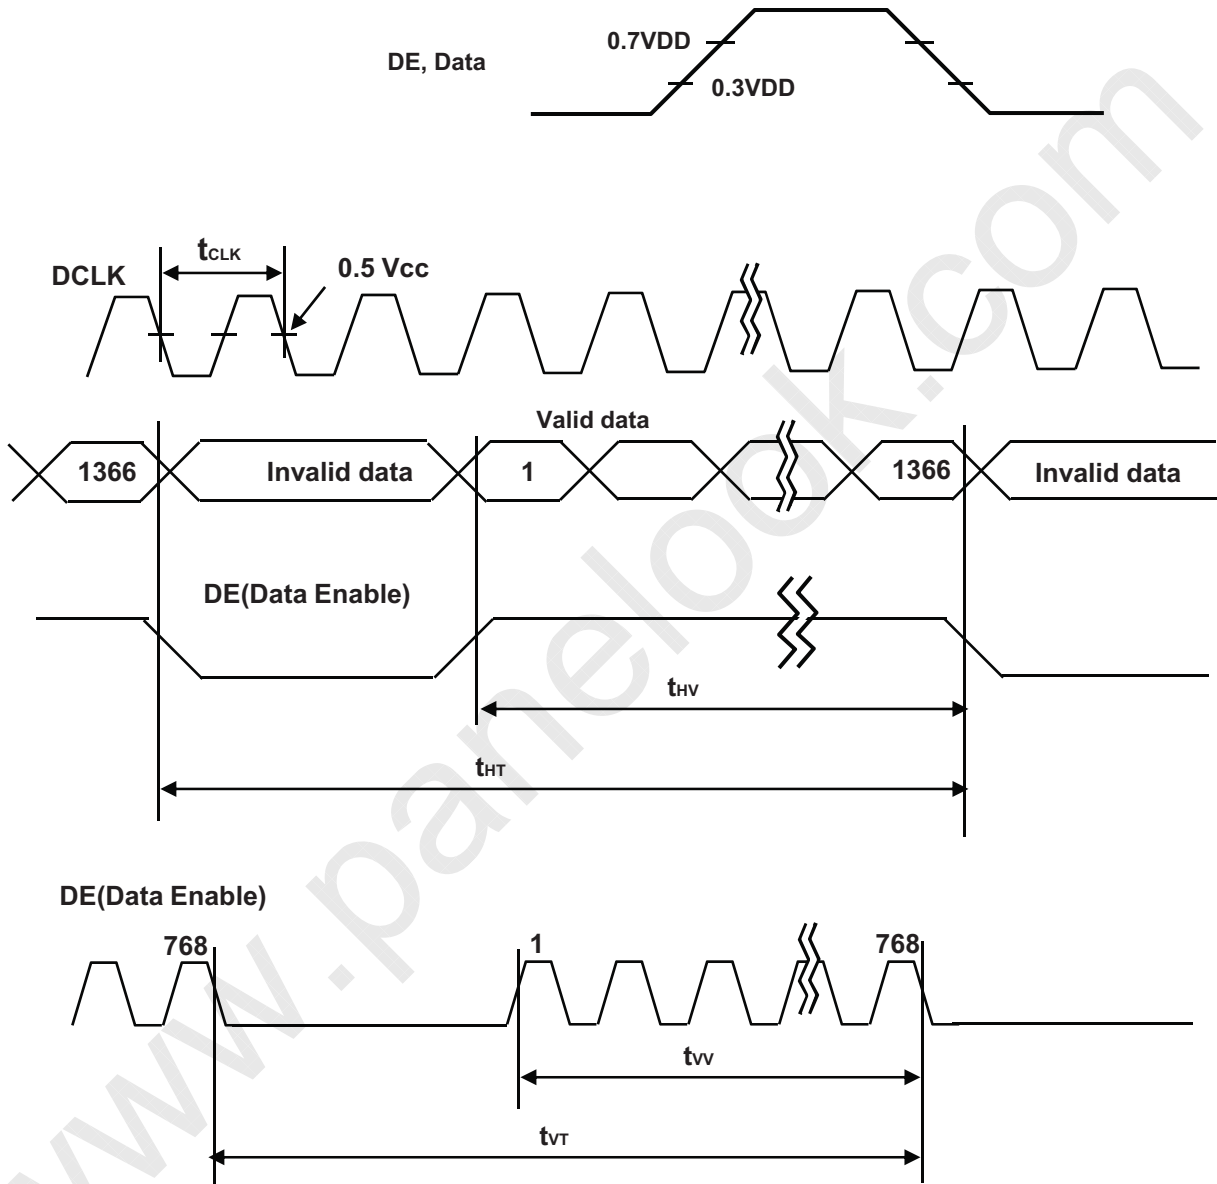 0.7VDD
DE, Data
0.3VDD
tCLK
DCLK
0.5 Vcc
Valid data
1366
Invalid data
1
1366
Invalid data
DE(Data Enable)
tHV
tHT
DE(Data Enable)
768
1
768
tVV
tVT
www.panelook.com